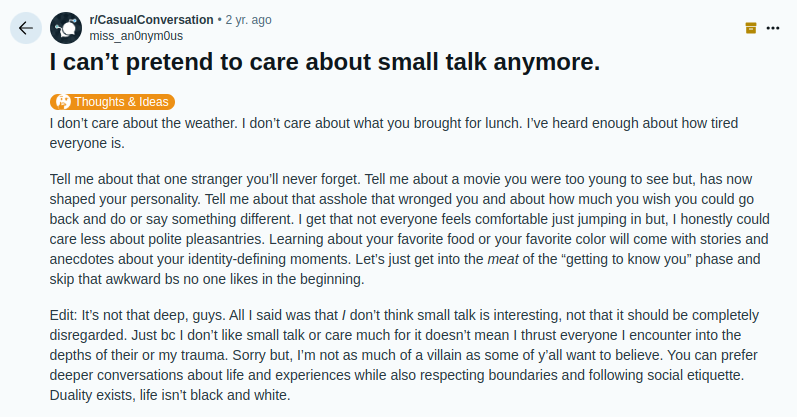 r/CasualConversation • 2 yr. ago
miss_an0nym0us
I can’t pretend to care about small talk anymore.
Thoughts & Ideas
I don’t care about the weather. I don’t care about what you brought for lunch. I’ve heard enough about how tired
everyone is.
Tell me about that one stranger you’ll never forget. Tell me about a movie you were too young to see but, has now
shaped your personality. Tell me about that asshole that wronged you and about how much you wish you could go
back and do or say something different. I get that not everyone feels comfortable just jumping in but, I honestly could
care less about polite pleasantries. Learning about your favorite food or your favorite color will come with stories and
anecdotes about your identity-defining moments. Let’s just get into the meat of the “getting to know you” phase and
skip that awkward bs no one likes in the beginning.
Edit: It’s not that deep, guys. All I said was that I don’t think small talk is interesting, not that it should be completely
disregarded. Just bc I don’t like small talk or care much for it doesn’t mean I thrust everyone I encounter into the
depths of their or my trauma. Sorry but, I’m not as much of a villain as some of y’all want to believe. You can prefer
deeper conversations about life and experiences while also respecting boundaries and following social etiquette.
Duality exists, life isn’t black and white.